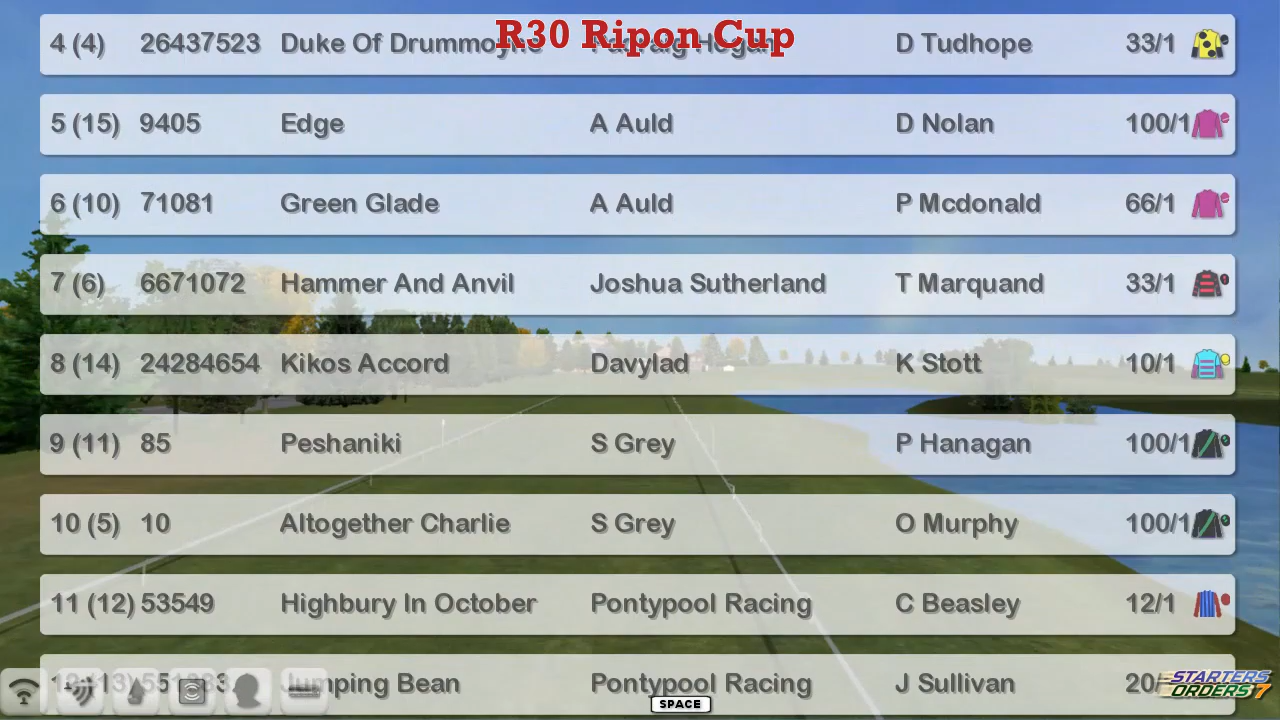 R30 Ripon Cup
4 (4) 26437523 Duke Of Drummoyne Padraig Hogan D Tudhope 33/1
5 (15) 9405 Edge A Auld D Nolan 100/1
6 (10) 71081 Green Glade A Auld P Mcdonald 66/1
7 (6) 6671072 Hammer And Anvil Joshua Sutherland T Marquand 33/1
8 (14) 24284654 Kikos Accord Davylad K Stott 10/1
9 (11) 85 Peshaniki S Grey P Hanagan 100/1
10 (5) 10 Altogether Charlie S Grey O Murphy 100/1
11 (12) 53549 Highbury In October Pontypool Racing C Beasley 12/1
Jumping Bean Pontypool Racing J Sullivan
SPACE
STARTERS ORDERS 7